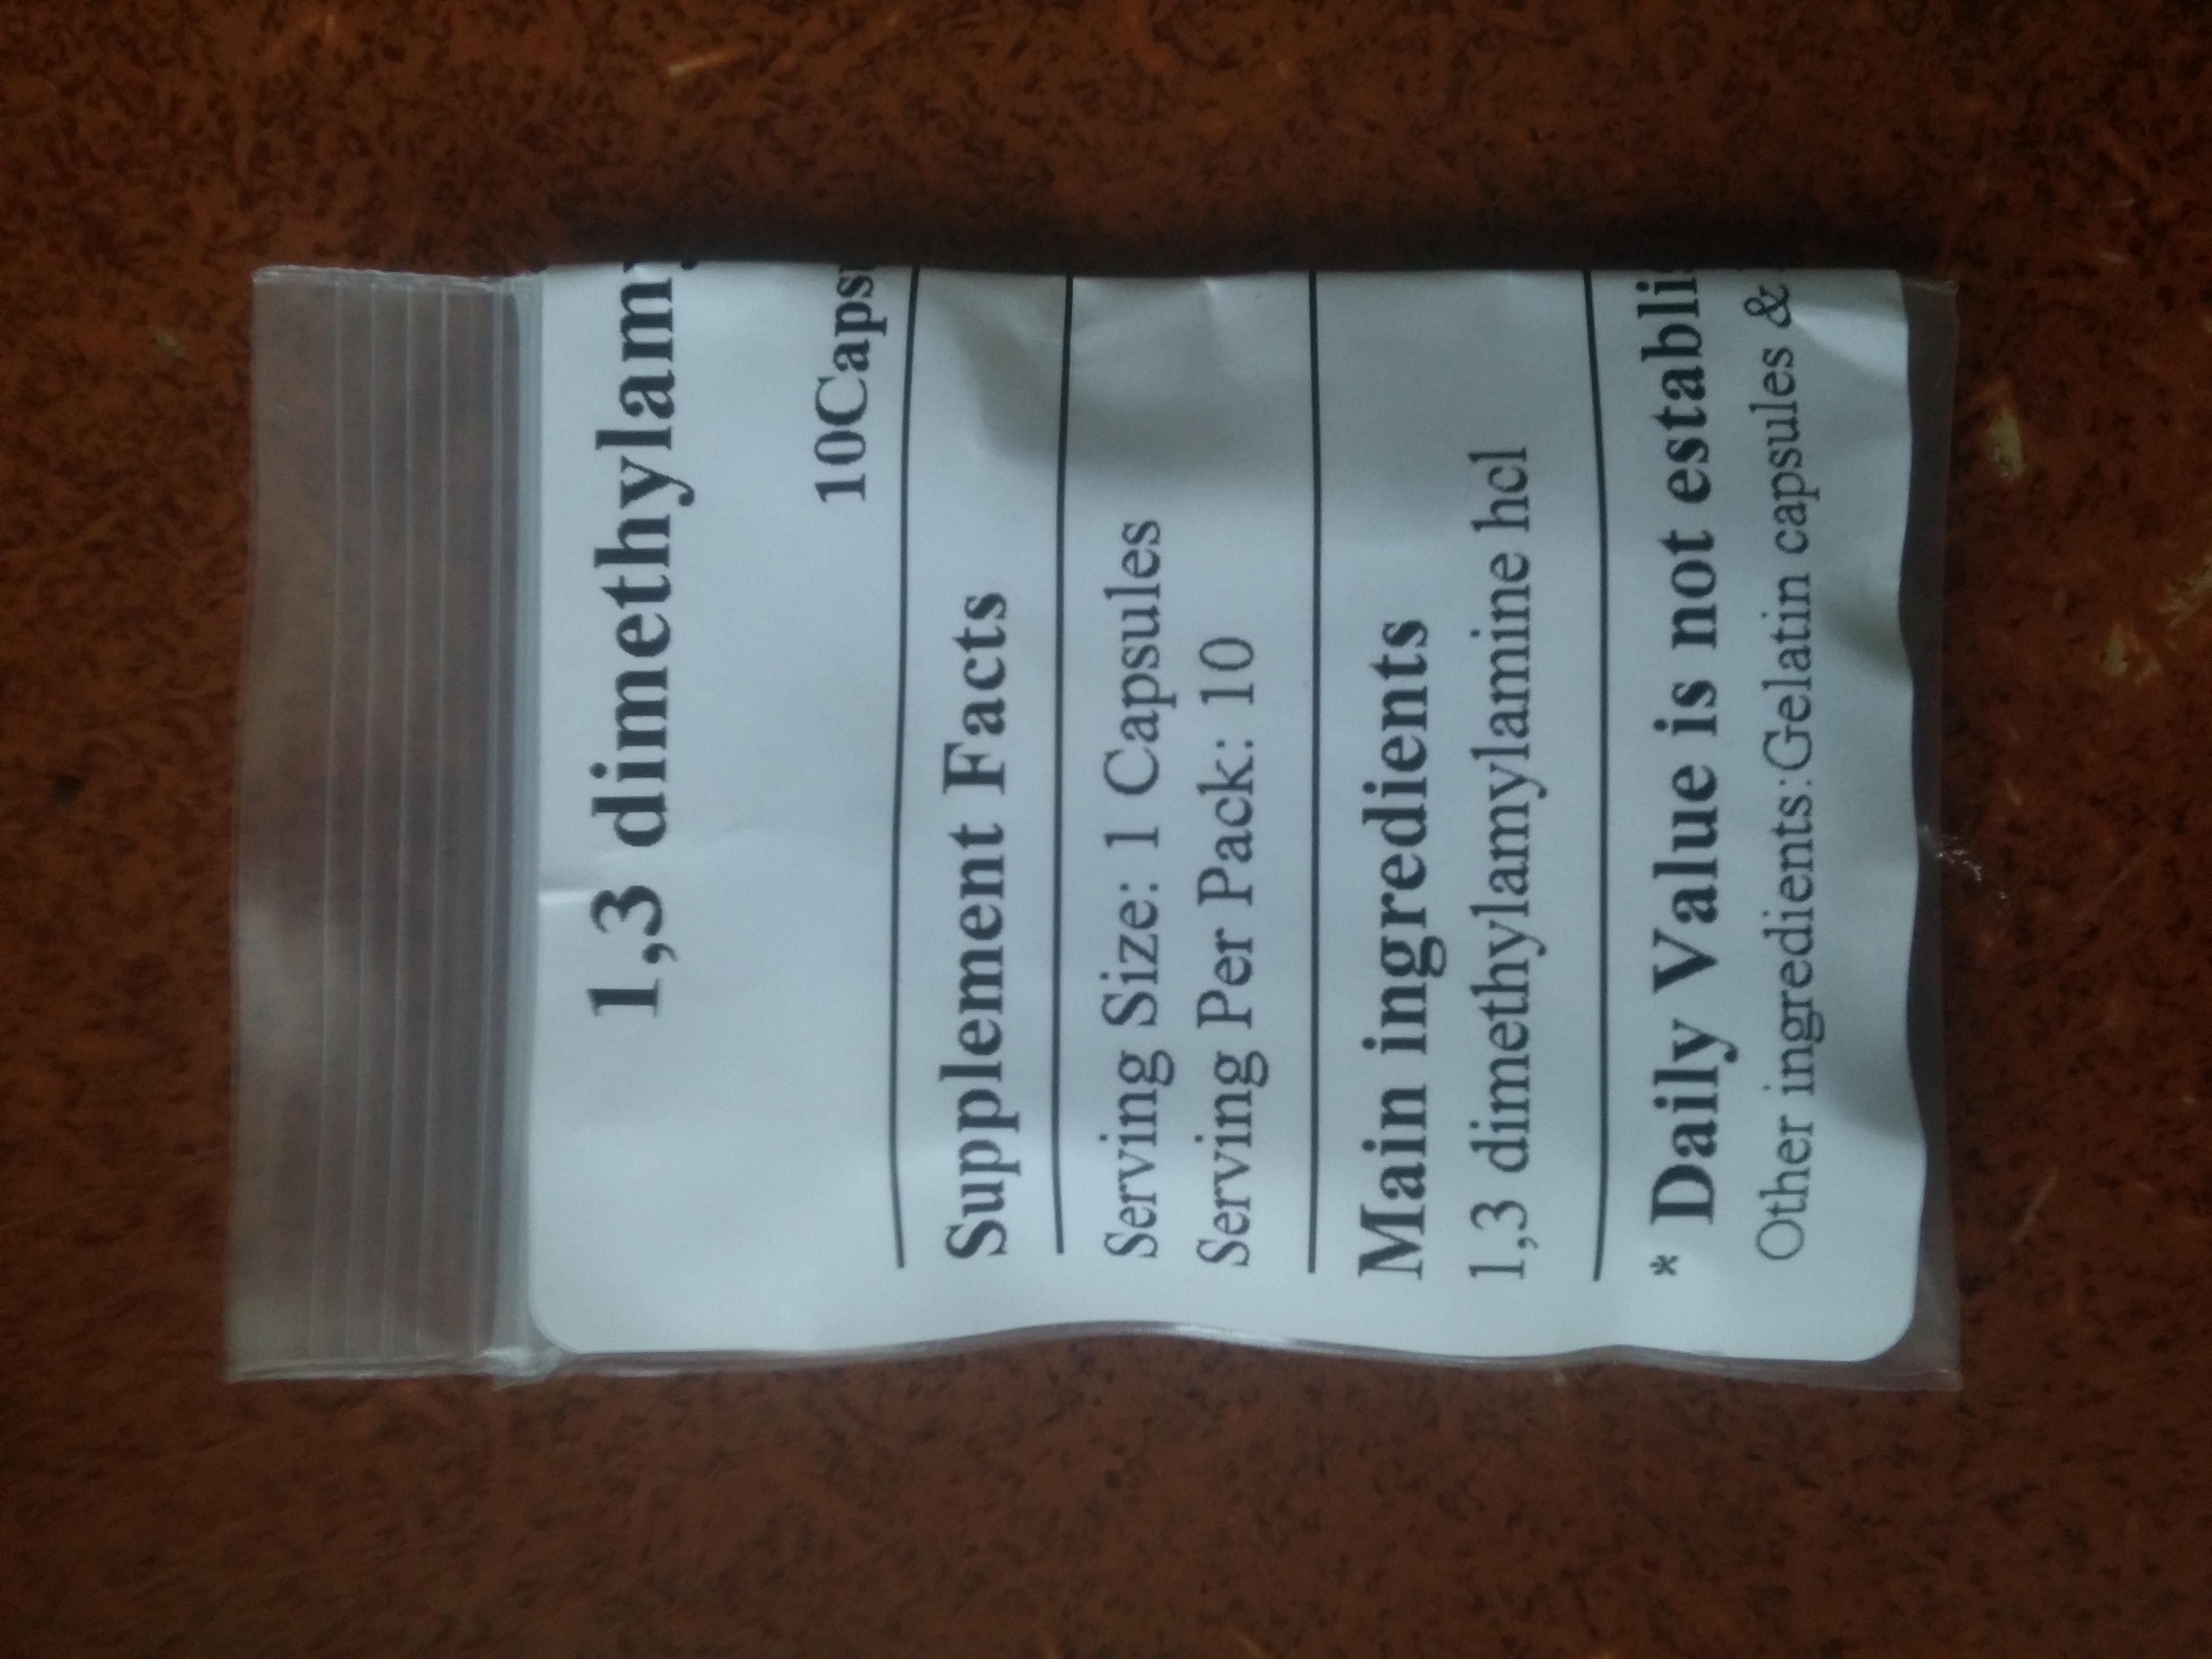 1,3 dimethylamy
10Caps
Supplement Facts
Serving Size: 1 Capsules
Serving Per Pack: 10
Main ingredients
1,3 dimethylamylamine hcl
* Daily Value is not establi
Other ingredients:Gelatin capsules &